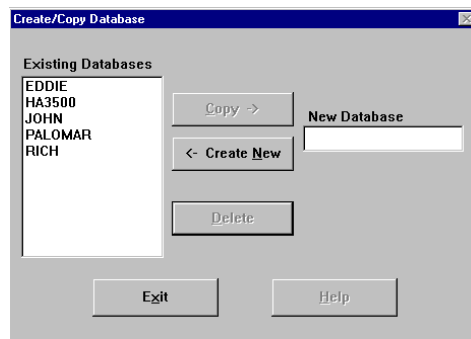 Create/Copy Database
Existing Databases
EDDIE
HA3500
JOHN
PALOMAR
RICH
Copy ->
<- Create New
Delete
New Database
Exit
Help